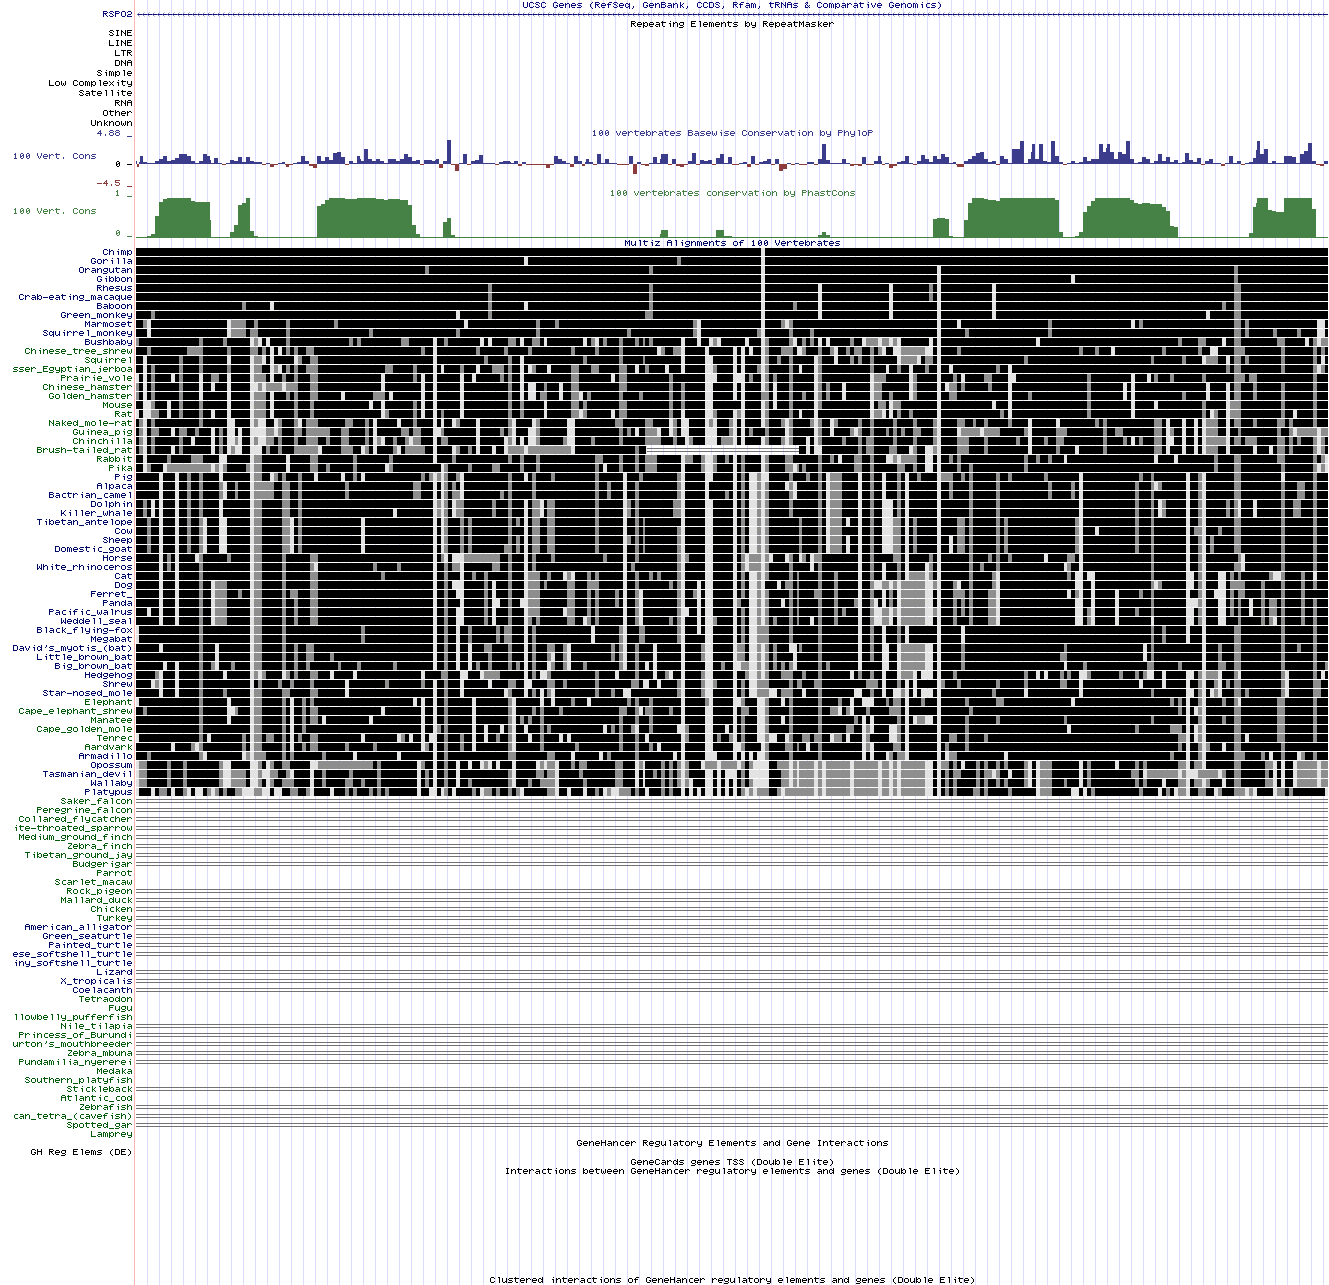 UCSC Genes (RefSeq, GenBank, CCDS, Rfam, tRNAs & Comparative Genomics)
RSPO2
Repeating Elements by RepeatMasker
SINE
LINE
LTR
DNA
Simple
Low Complexity
Satellite
RNA
Other
Unknown
4.88 _
100 vertebrates Basewise Conservation by PhyloP
100 Vert. Cons
0 -
-4.5 _
1 _
100 vertebrates conservation by PhastCons
100 Vert. Cons
0 _
Multiz Alignments of 100 Vertebrates
Chimp
Gorilla
Orangutan
Gibbon
Rhesus
Crab-eating_macaque
Baboon
Green_monkey
Marmoset
Squirrel_monkey
Bushbaby
Chinese_tree_shrew
Squirrel
sser_Egyptian_jerboa
Prairie_vole
Chinese_hamster
Golden_hamster
Mouse
Rat
Naked_mole-rat
Guinea_pig
Chinchilla
Brush-tailed_rat
Rabbit
Pika
Pig
Alpaca
Bactrian_camel
Dolphin
Killer_whale
Tibetan_antelope
Cow
Sheep
Domestic_goat
Horse
White_rhinoceros
Cat
Dog
Ferret_
Panda
Pacific_walrus
Weddell_seal
Black_flying-fox
Megabat
David's_myotis_(bat)
Little_brown_bat
Big_brown_bat
Hedgehog
Shrew
Star-nosed_mole
Elephant
Cape_elephant_shrew
Manatee
Cape_golden_mole
Tenrec
Aardvark
Armadillo
Opossum
Tasmanian_devil
Wallaby
Platypus
Saker_falcon
Peregrine_falcon
Collared_flycatcher
ite-throated_sparrow
Medium_ground_finch
Zebra_finch
Tibetan_ground_jay
Budgerigar
Parrot
Scarlet_macaw
Rock_pigeon
Mallard_duck
Chicken
Turkey
American_alligator
Green_seaturtle
Painted_turtle
ese_softshell_turtle
iny_softshell_turtle
Lizard
X_tropicalis
Coelacanth
Tetraodon
Fugu
llowbelly_pufferfish
Nile_tilapia
Princess_of_Burundi
urton's_mouthbreeder
Zebra_mbuna
Pundamilia_nyererei
Medaka
Southern_platyfish
Stickleback
Atlantic_cod
Zebrafish
can_tetra_(cavefish)
Spotted_gar
Lamprey
GeneHancer Regulatory Elements and Gene Interactions
GH Reg Elems (DE)
GeneCards genes TSS (Double Elite)
Interactions between GeneHancer regulatory elements and genes (Double Elite)
Clustered interactions of GeneHancer regulatory elements and genes (Double Elite)